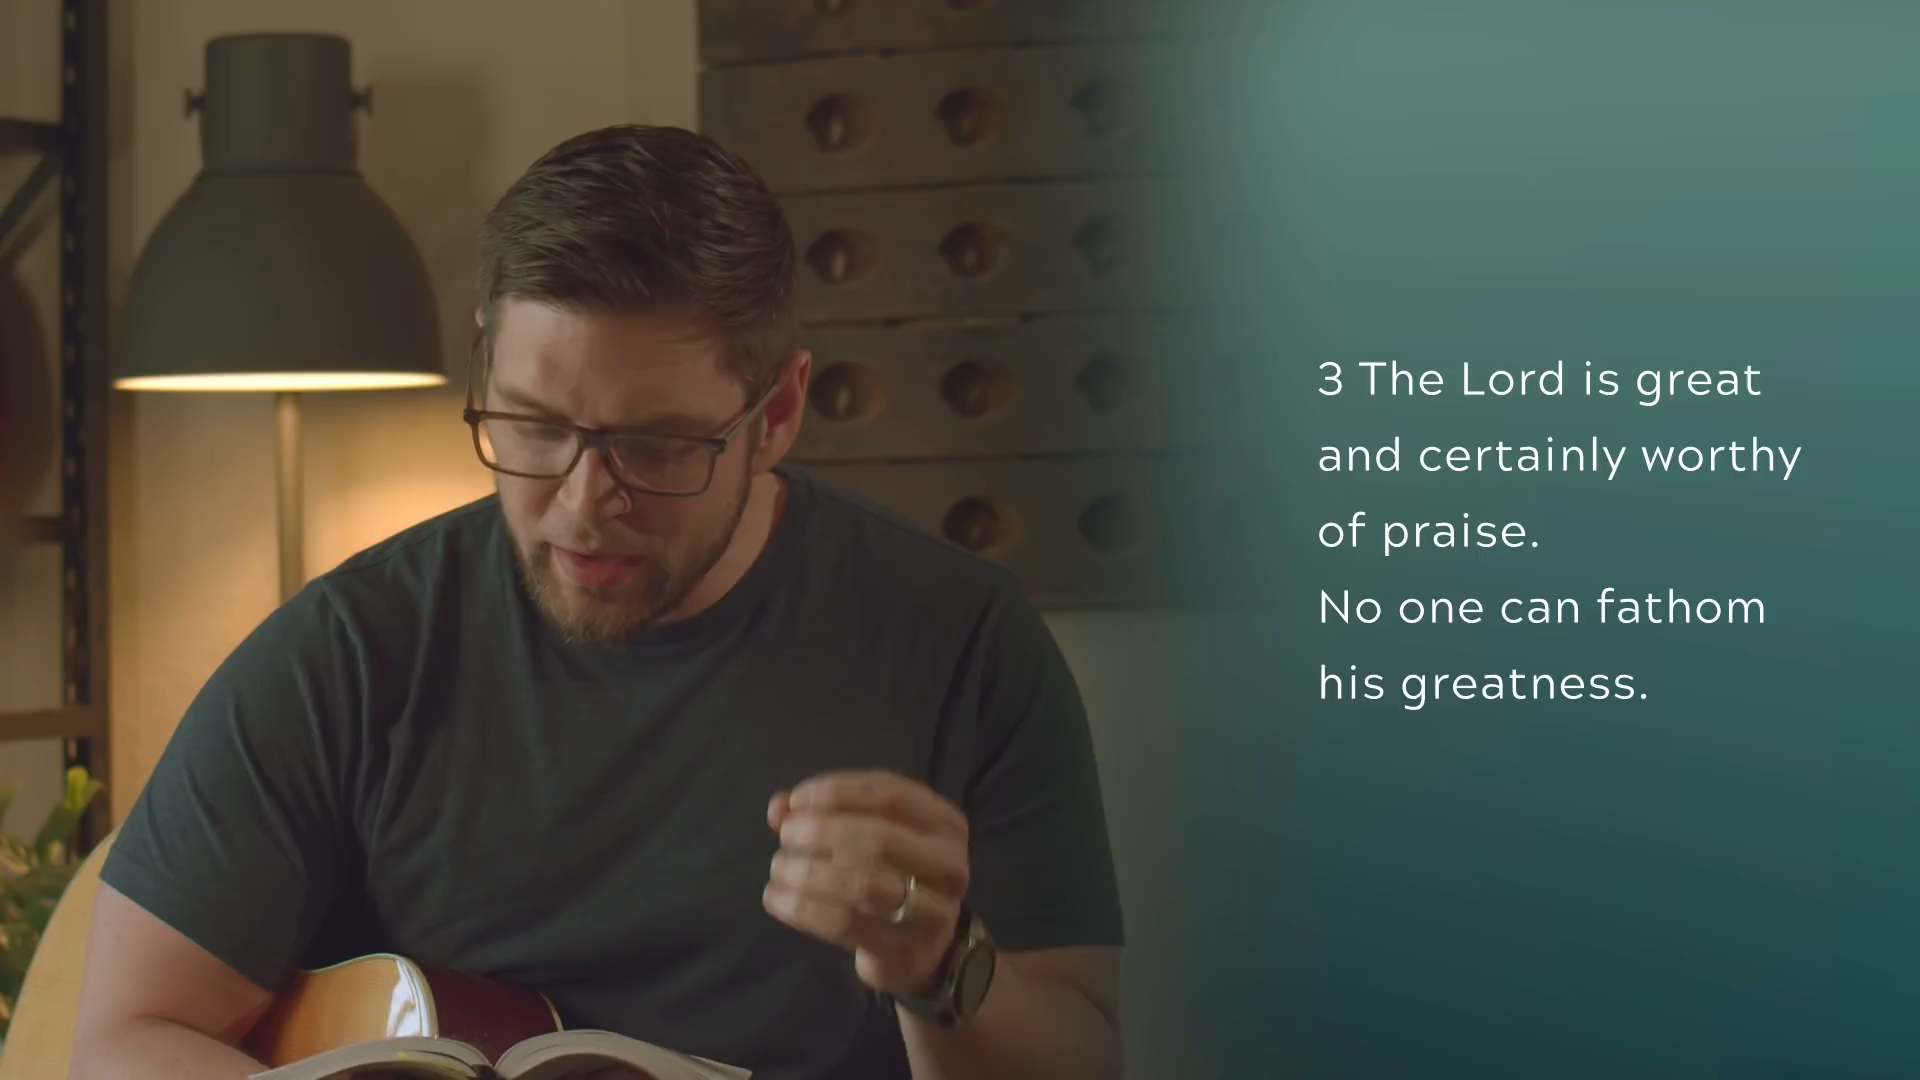 3 The Lord is great
and certainly worthy
of praise.
No one can fathom
his greatness.